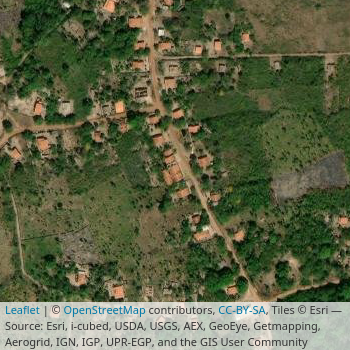 Leaflet | © OpenStreetMap contributors, CC-BY-SA, Tiles © Esri —
Source: Esri, i-cubed, USDA, USGS, AEX, GeoEye, Getmapping,
Aerogrid, IGN, IGP, UPR-EGP, and the GIS User Community